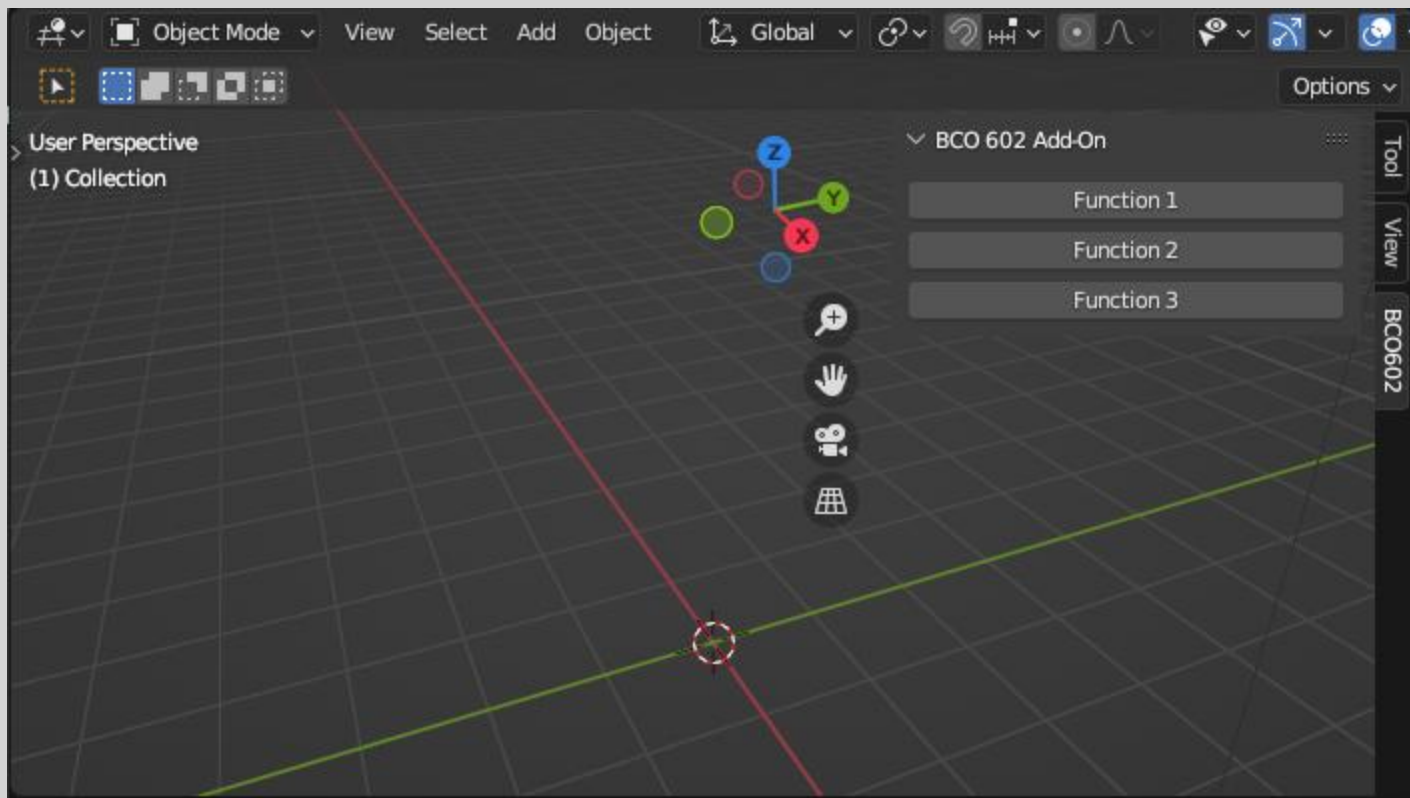 Object Mode View Select Add Object Global
Options
User Perspective
(1) Collection
Z
Y
X
BCO 602 Add-On
Function 1
Function 2
Function 3
Tool
View
BCO602